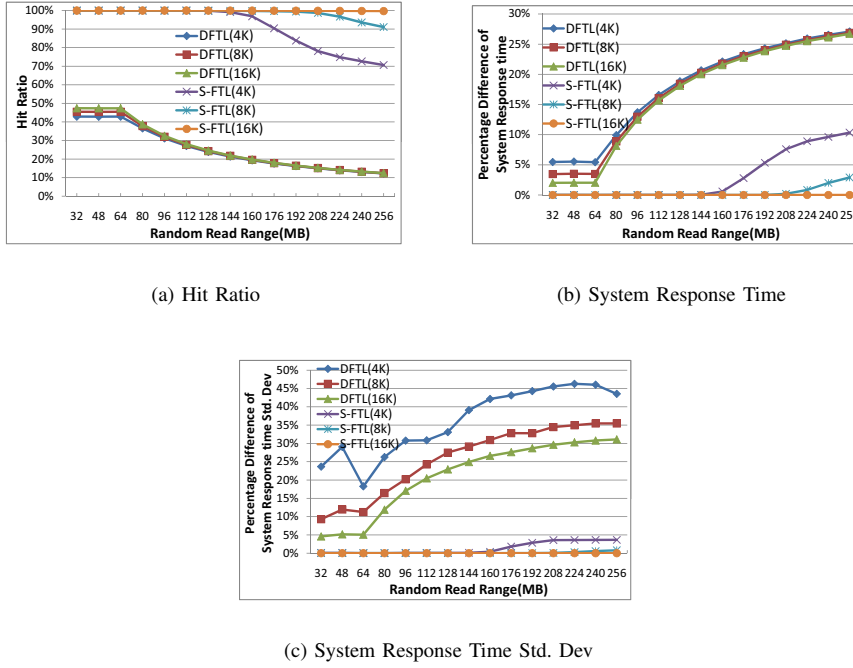 100%
90%
80%
70%
60%
50%
40%
30%
20%
10%
0%
Hit Ratio
DFTL(4K)
DFTL(8K)
DFTL(16K)
S-FTL(4K)
S-FTL(8K)
S-FTL(16K)
32 48 64 80 96 112 128 144 160 176 192 208 224 240 256
Random Read Range(MB)
(a) Hit Ratio
30%
25%
20%
15%
10%
5%
0%
Percentage Difference of
System Response time
DFTL(4K)
DFTL(8K)
DFTL(16K)
S-FTL(4K)
S-FTL(8K)
S-FTL(16K)
32 48 64 80 96 112 128 144 160 176 192 208 224 240
Random Read Range(MB)
(b) System Response Time
50%
45%
40%
35%
30%
25%
20%
15%
10%
5%
0%
Percentage Difference of
System Response time Std. Dev
DFTL(4K)
DFTL(8K)
DFTL(16K)
S-FTL(4K)
S-FTL(8k)
S-FTL(16K)
32 48 64 80 96 112 128 144 160 176 192 208 224 240 256
Random Read Range(MB)
(c) System Response Time Std. Dev